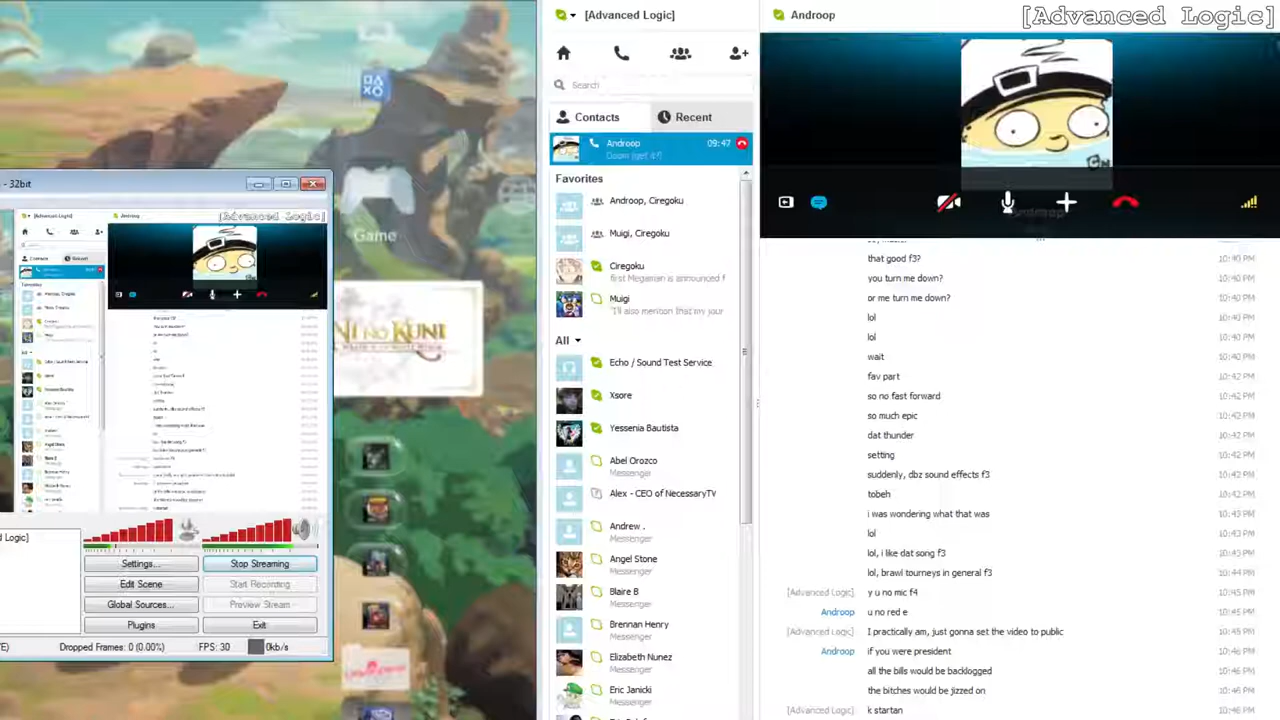 - 32bit
d Logic]
Settings...
Stop Streaming
Edit Scene
Start Recording
Global Sources...
Preview Stream
Plugins
Exit
E)
Dropped Frames: 0 (0.00%)
FPS: 30
0kb/s
Game
NI NO KUNI
[Advanced Logic]
Search
Contacts
Recent
Androop
09:47
Favorites
Androop, Ciregoku
Muigi, Ciregoku
Ciregoku
first Megaman is announced f
Muigi
"I'll also mention that my your
All
Echo / Sound Test Service
Xsore
Yessenia Bautista
Abel Orozco
Messenger
Alex - CEO of NecessaryTV
Andrew .
Messenger
Angel Stone
Messenger
Blaire B
Messenger
Brennan Henry
Messenger
Elizabeth Nunez
Messenger
Eric Janicki
Messenger
Androop
[Advanced Logic]
that good f3? 10:40 PM
you turn me down? 10:40 PM
or me turn me down? 10:40 PM
lol 10:40 PM
lol 10:40 PM
wait 10:40 PM
fav part 10:40 PM
so no fast forward 10:42 PM
so much epic 10:42 PM
dat thunder 10:42 PM
setting 10:42 PM
suddenly, dbz sound effects f3 10:42 PM
tobeh 10:42 PM
i was wondering what that was 10:43 PM
lol 10:43 PM
lol, i like dat song f3 10:43 PM
lol, brawl tourneys in general f3 10:44 PM
[Advanced Logic] y u no mic f4 10:45 PM
Androop u no red e 10:45 PM
[Advanced Logic] I practically am, just gonna set the video to public 10:45 PM
Androop if you were president 10:46 PM
all the bills would be backlogged 10:46 PM
the bitches would be jizzed on 10:46 PM
[Advanced Logic] k startan 10:46 PM